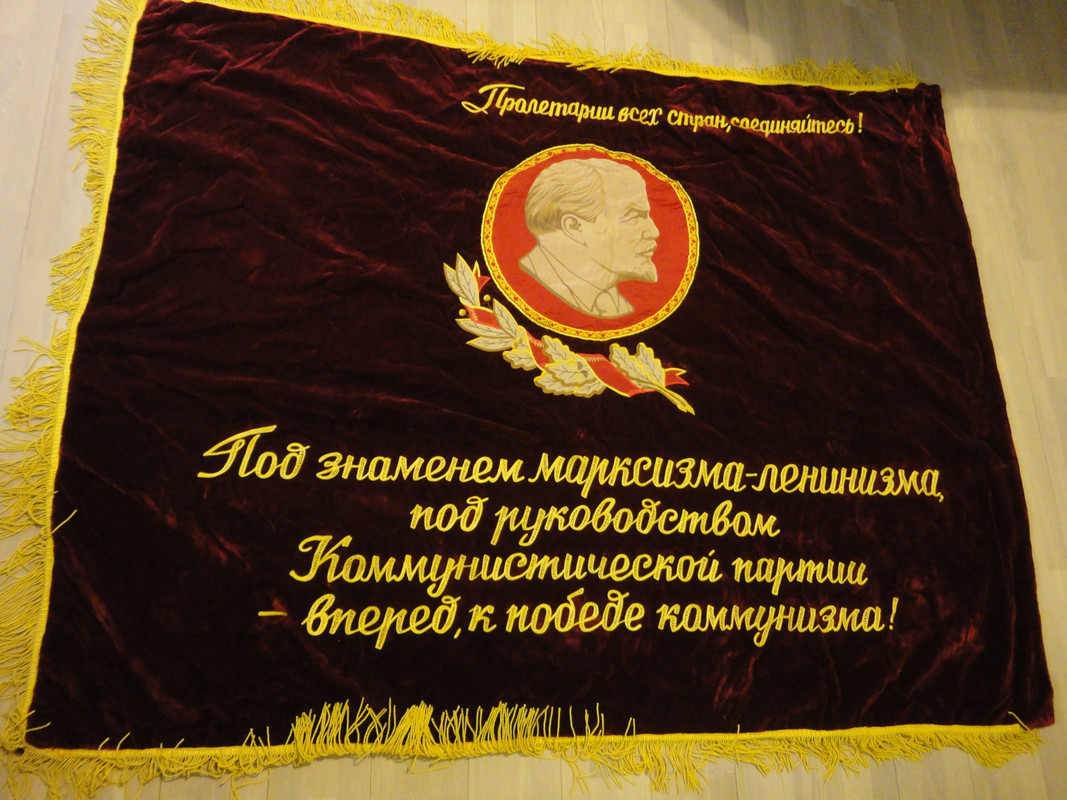 Пролетарии всех стран, соединяйтесь!
Под знаменем марксизма-ленинизма,
под руководством
Коммунистической партии
– вперед, к победе коммунизма!